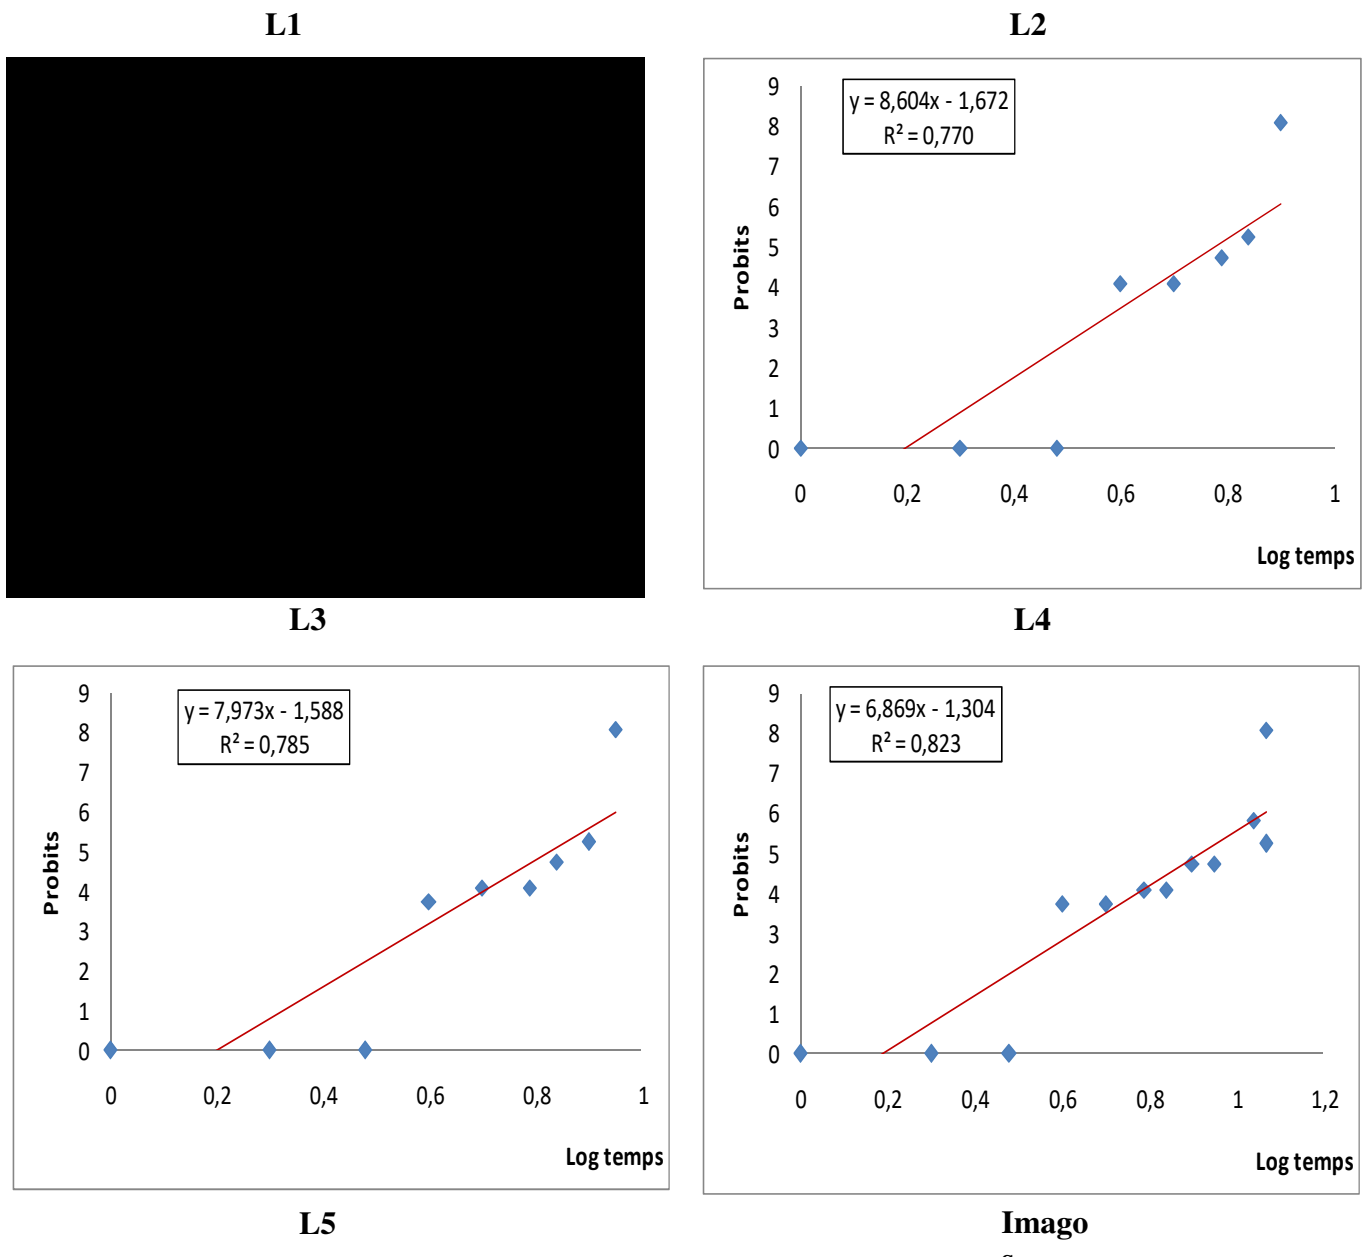 L1
L2
y = 8,604x - 1,672
R² = 0,770
9
8
7
6
5
4
3
2
1
0
Probits
0 0,2 0,4 0,6 0,8 1
Log temps
L3
L4
y = 7,973x - 1,588
R² = 0,785
9
8
7
6
5
4
3
2
1
0
Probits
0 0,2 0,4 0,6 0,8 1
Log temps
y = 6,869x - 1,304
R² = 0,823
9
8
7
6
5
4
3
2
1
0
Probits
0 0,2 0,4 0,6 0,8 1 1,2
Log temps
L5
Imago